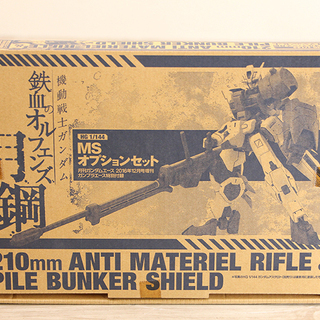 機動戦士ガンダム
鉄血のオルフェンズ
月鋼
HG 1/144
MS
オプションセット
月刊ガンダムエース 2016年12月号増刊
ガンプラエース特別付録
210mm ANTI MATERIEL RIFLE &
PILE BUNKER SHIELD